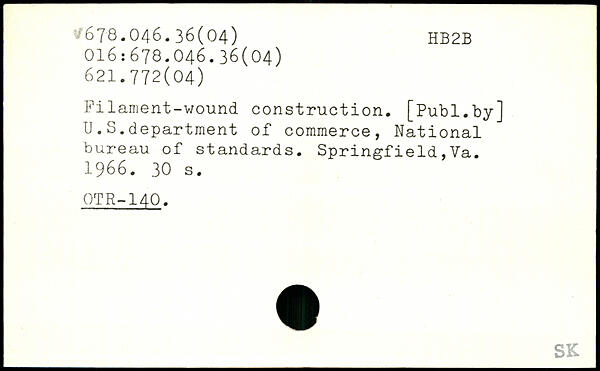 √678.046.36(04) HB2B
016:678.046.36(04)
621.772(04)
Filament-wound construction. [Publ.by]
U.S.department of commerce, National
bureau of standards. Springfield,Va.
1966. 30 s.
OTR-140.
SK